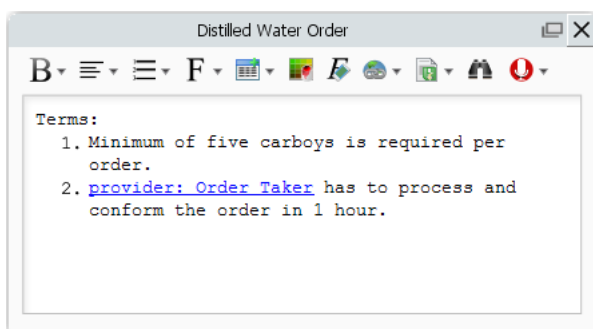 Distilled Water Order
B F F
Terms:
1. Minimum of five carboys is required per
order.
2. provider: Order Taker has to process and
conform the order in 1 hour.